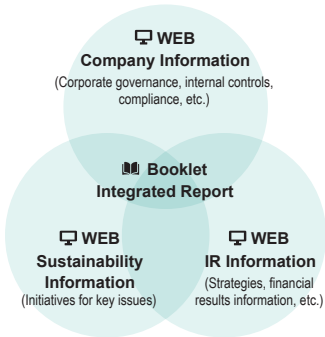 WEB
Company Information
(Corporate governance, internal controls,
compliance, etc.)
Booklet
Integrated Report
WEB
Sustainability
Information
(Initiatives for key issues)
WEB
IR Information
(Strategies, financial
results information, etc.)